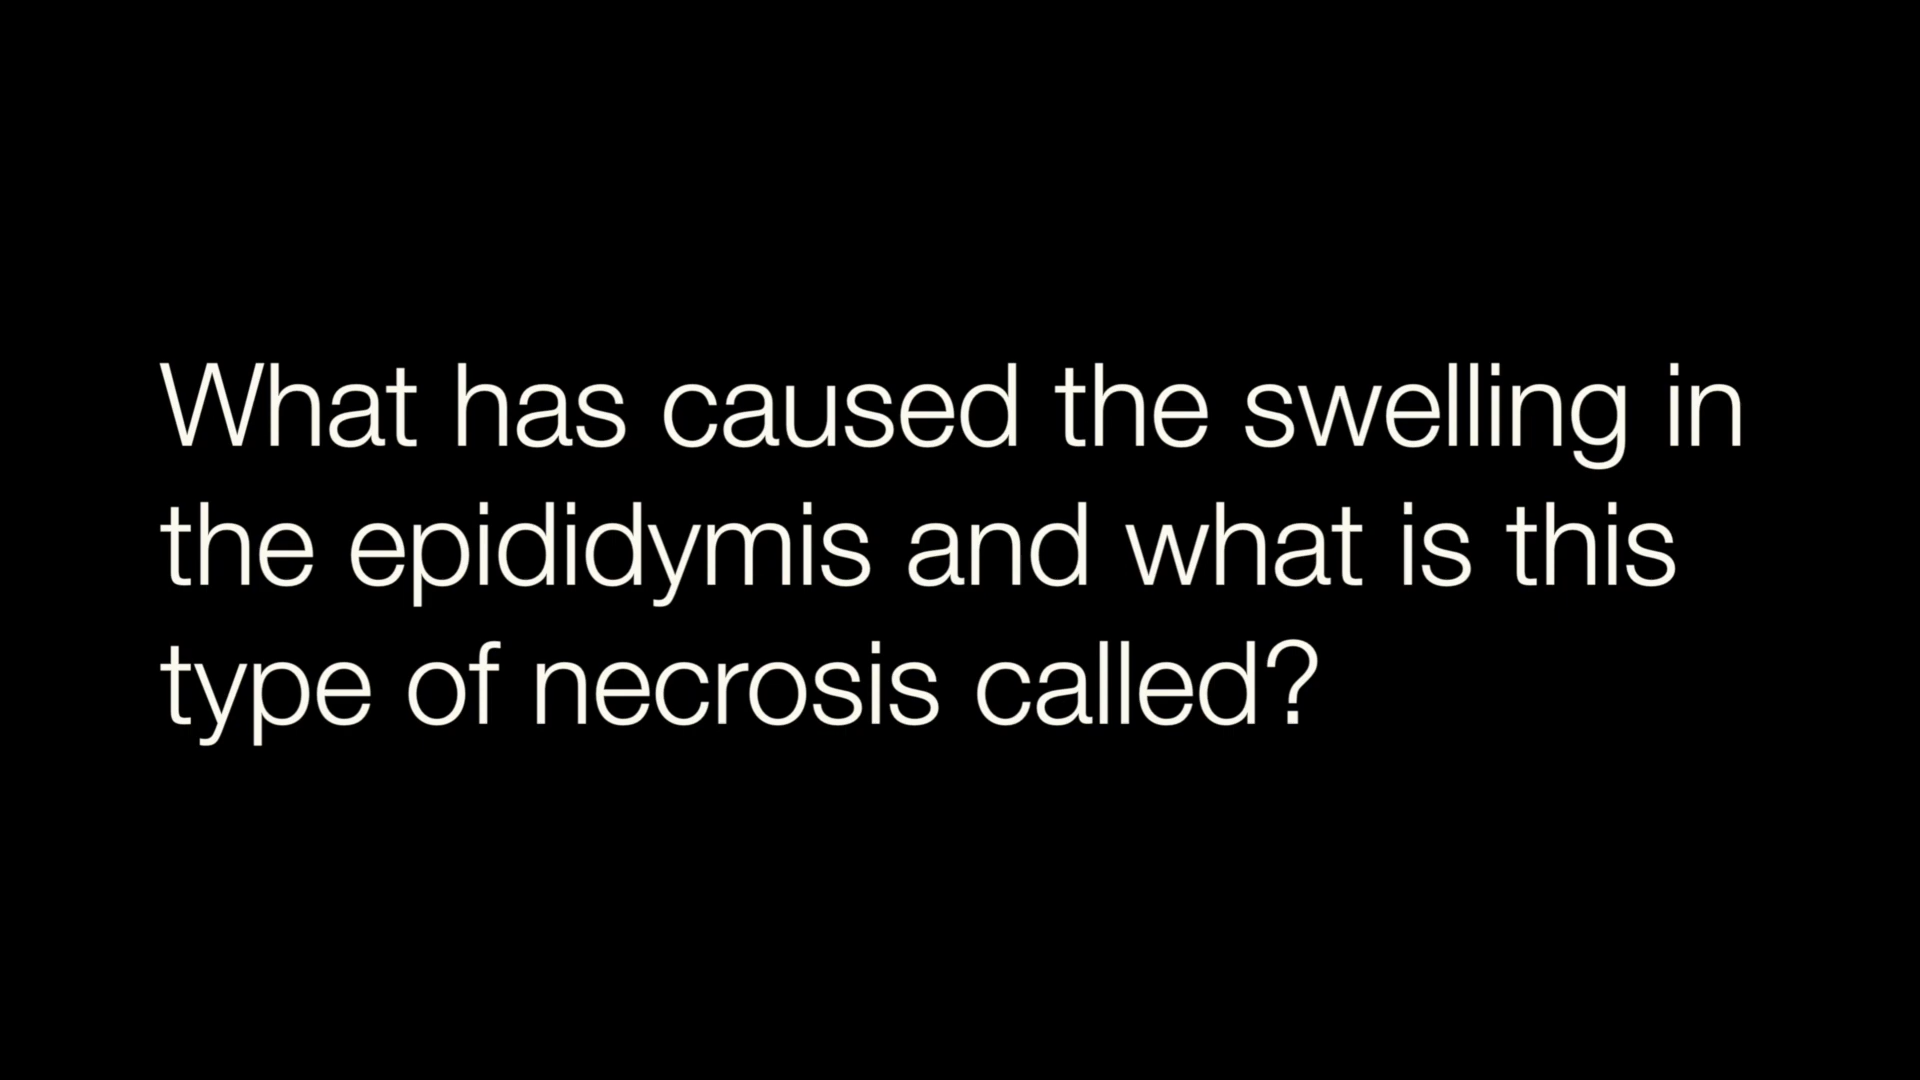 What has caused the swelling in
the epididymis and what is this
type of necrosis called?